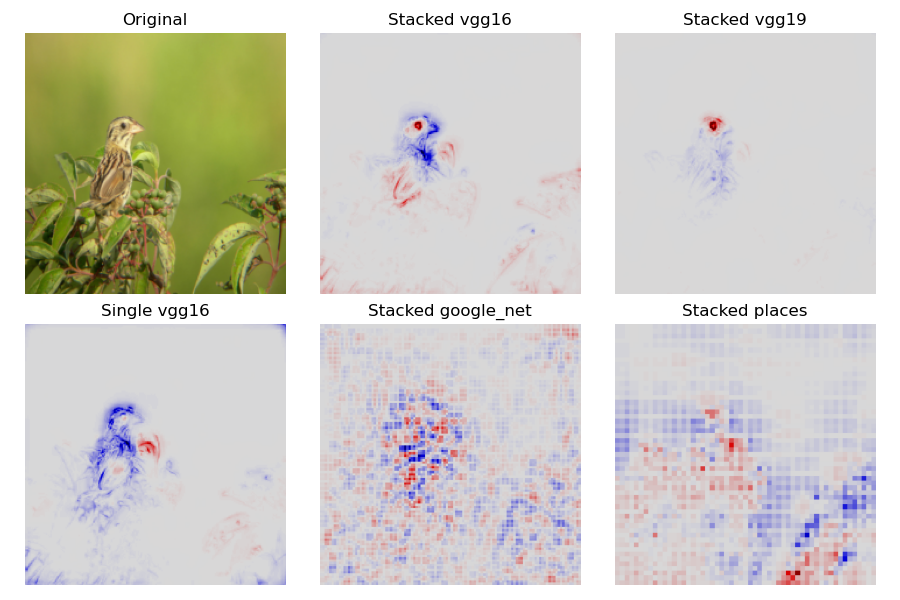 Original
Stacked vgg16
Stacked vgg19
Single vgg16
Stacked google_net
Stacked places